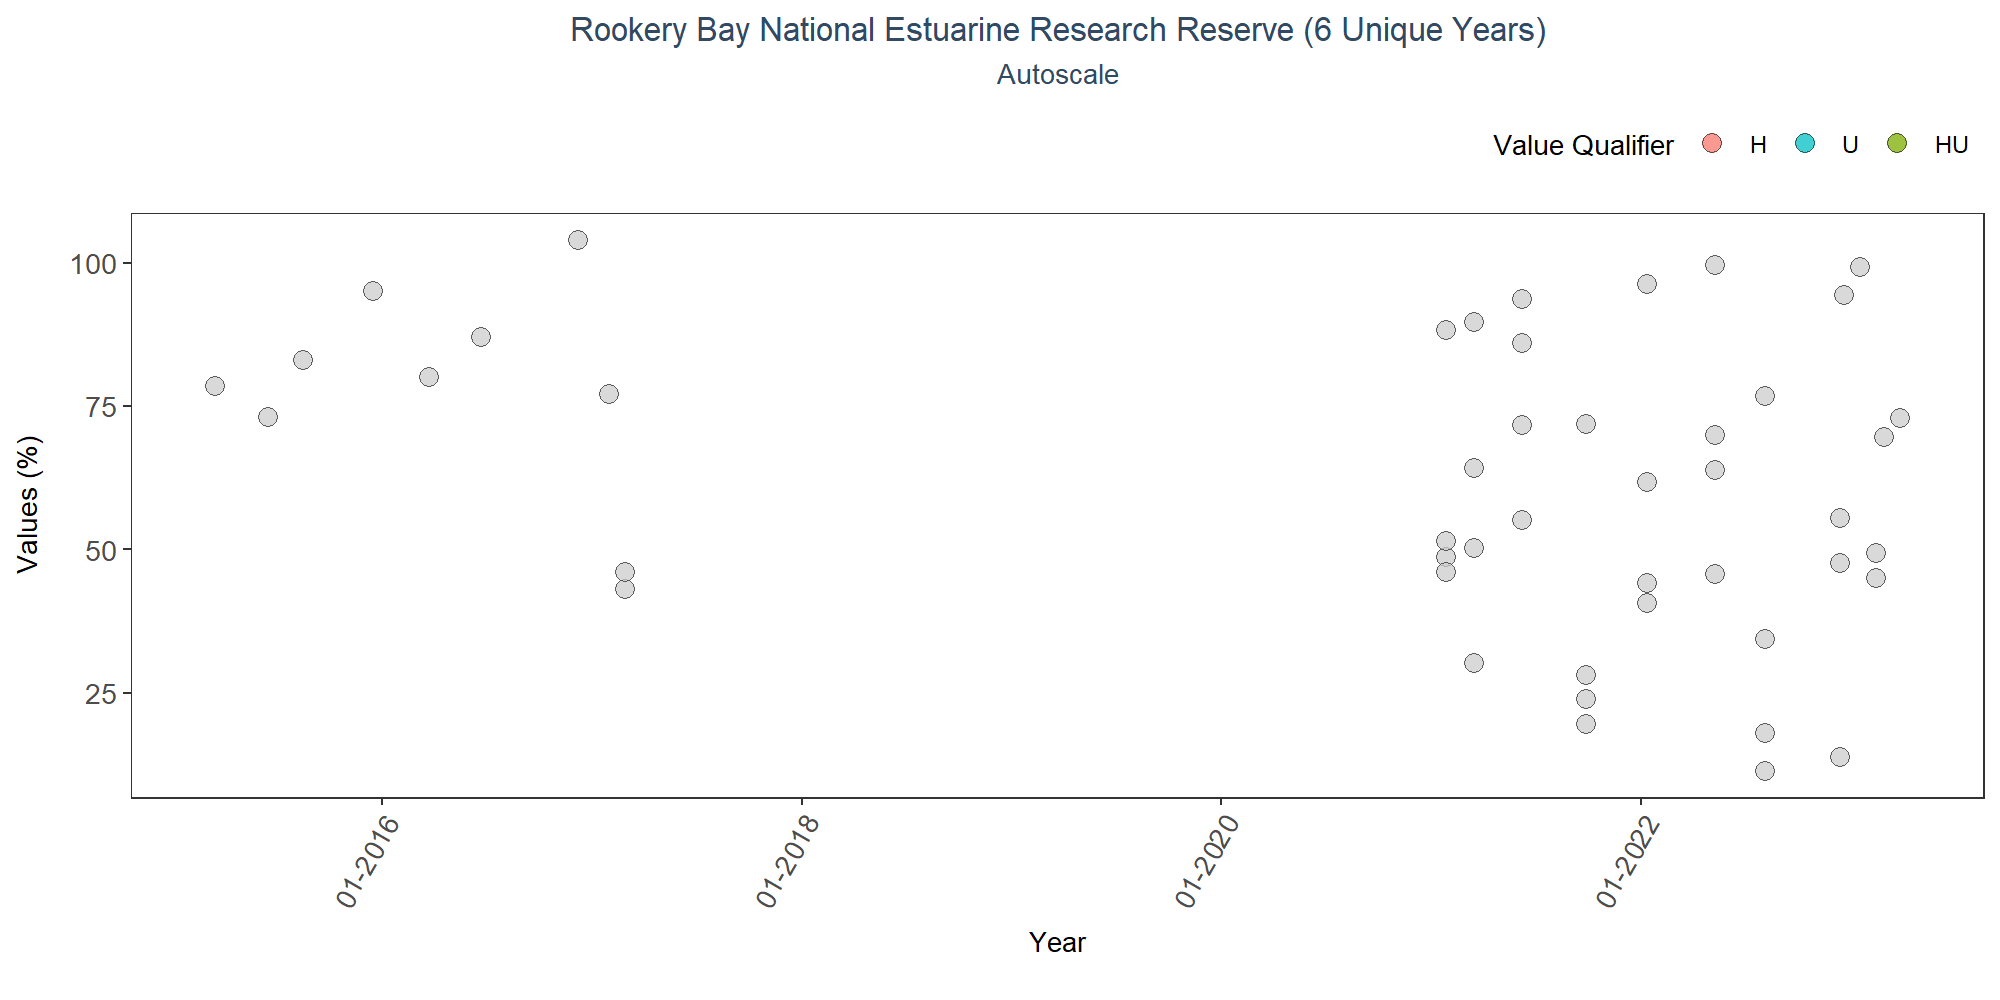 Rookery Bay National Estuarine Research Reserve (6 Unique Years)
Autoscale
Value Qualifier H U HU
100
75
50
25
Values (%)
01-2016 01-2018 01-2020 01-2022
Year